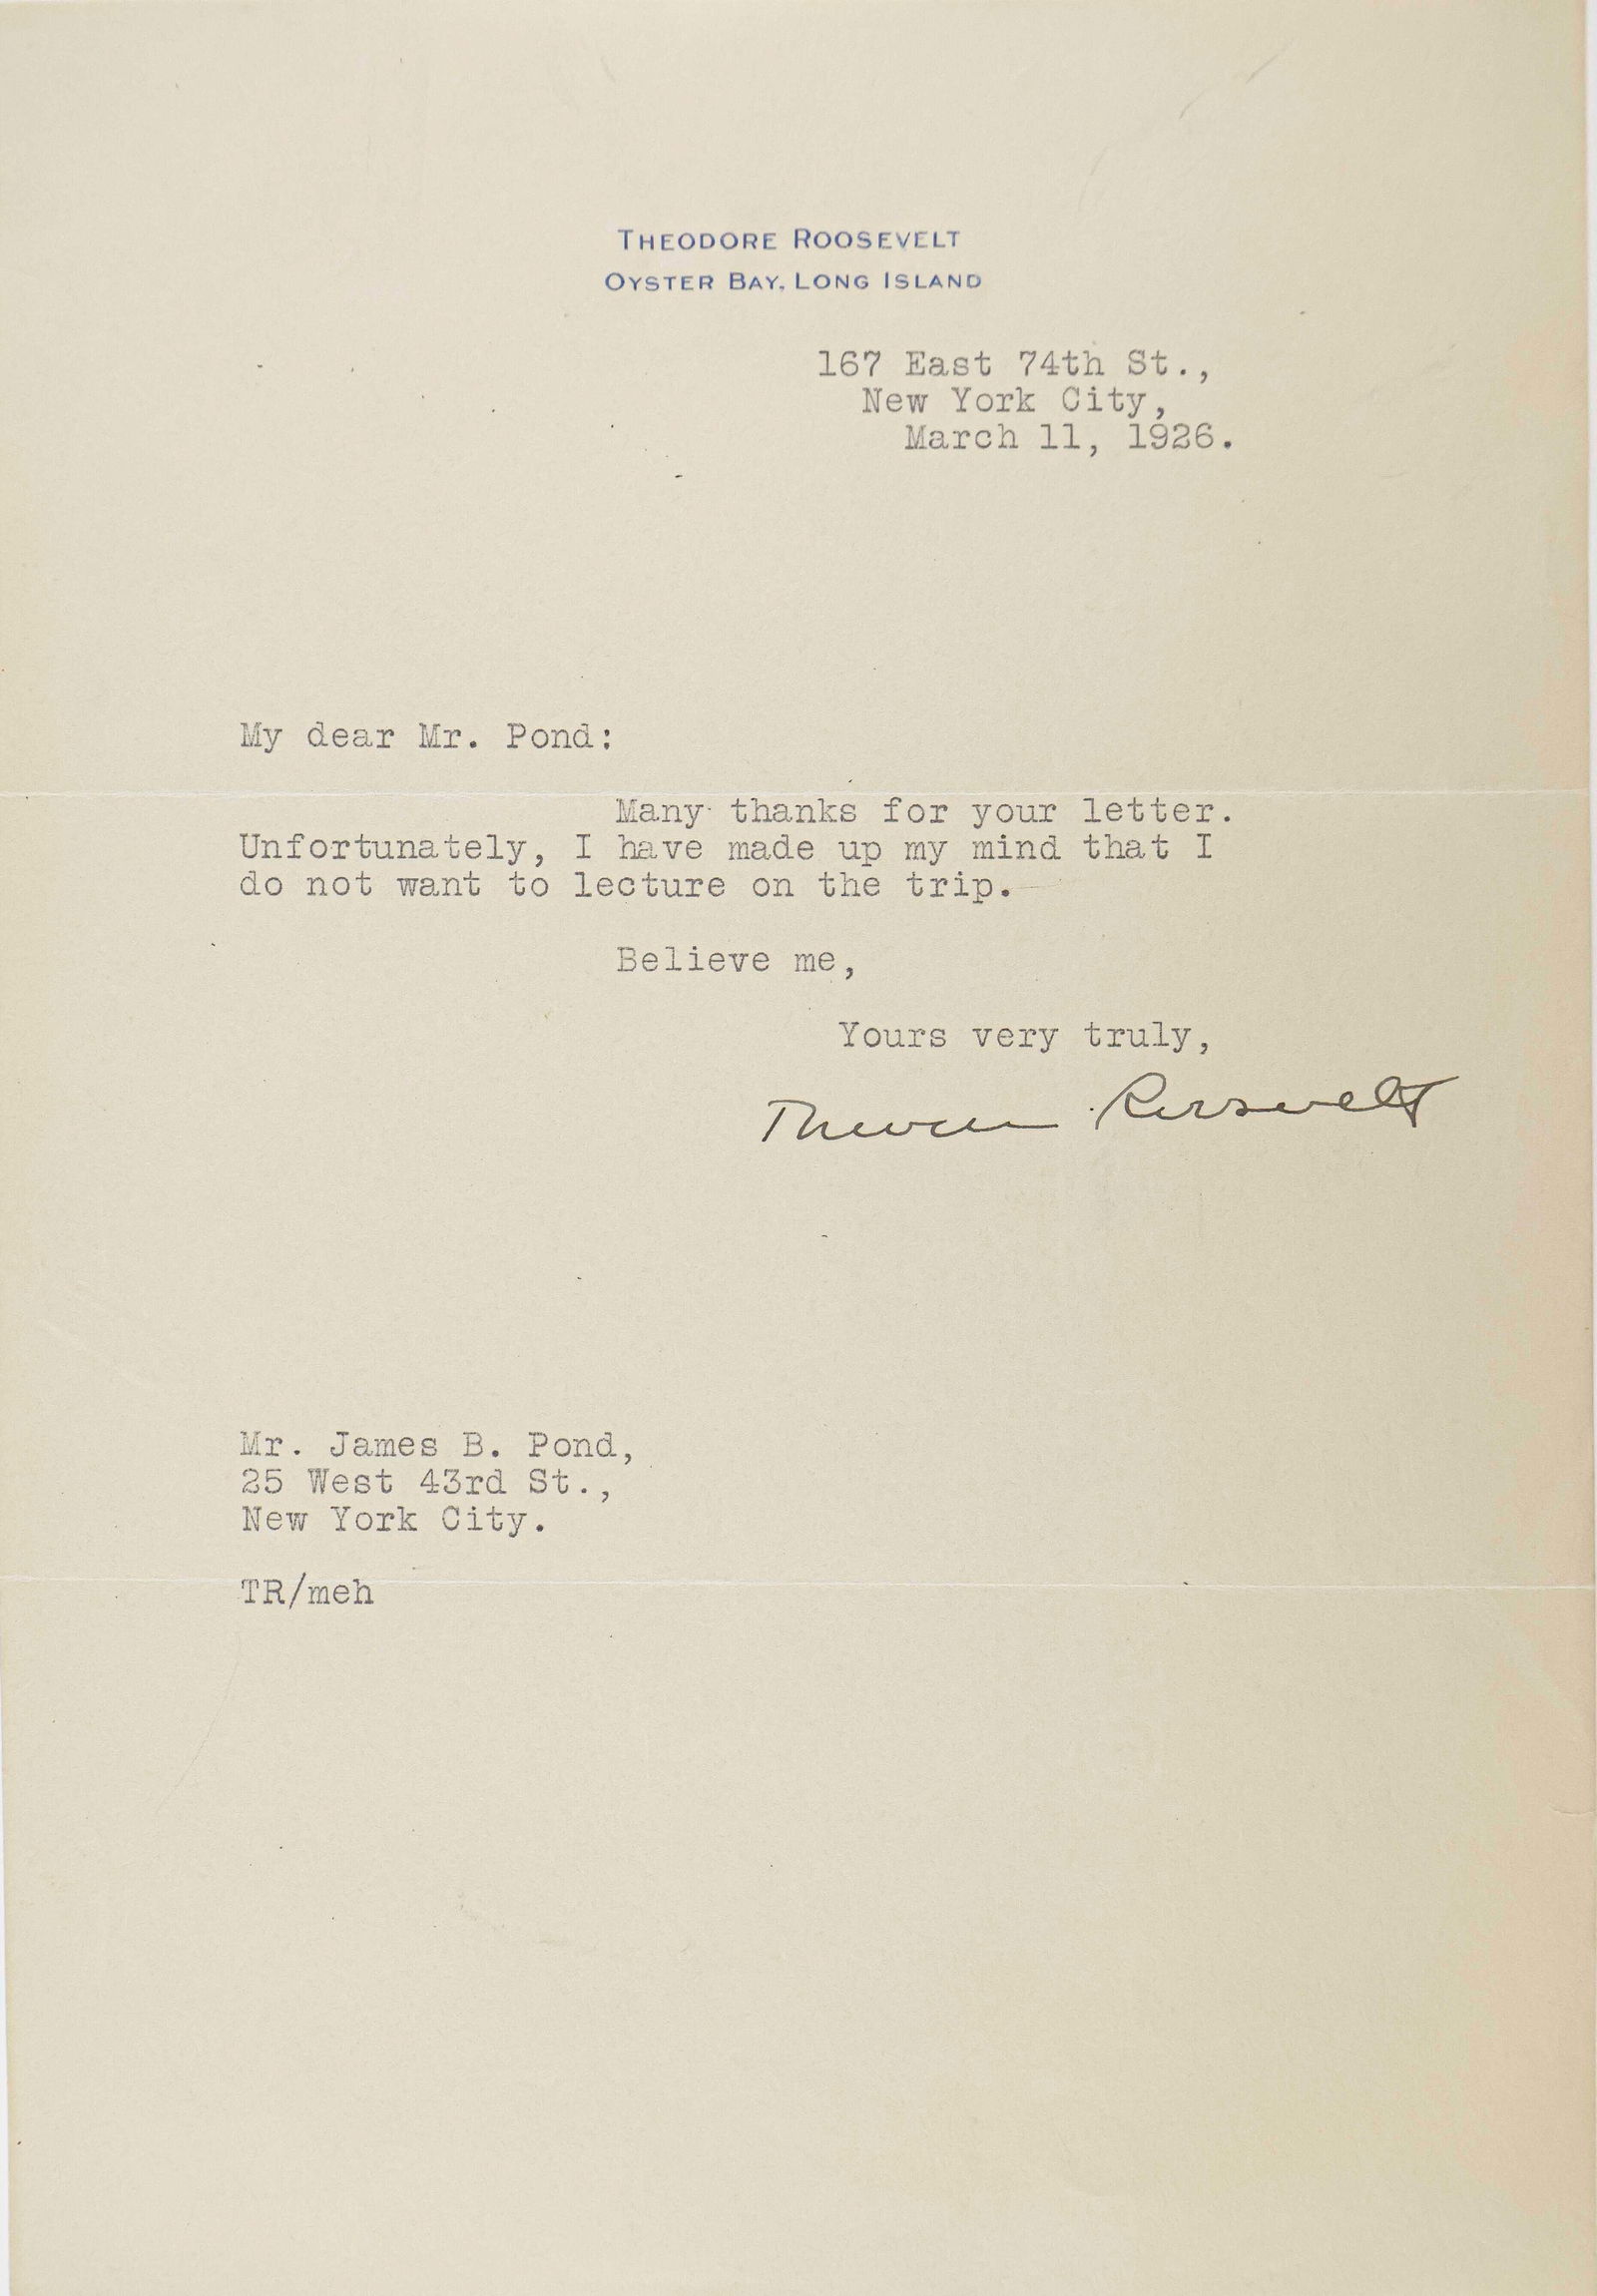 THEODORE ROOSEVELT
OYSTER BAY, LONG ISLAND
167 East 74th St.,
New York City,
March 11, 1926.
My dear Mr. Pond:
Many thanks for your letter.
Unfortunately, I have made up my mind that I
do not want to lecture on the trip.
Believe me,
Yours very truly,
Theodore Roosevelt
Mr. James B. Pond,
25 West 43rd St.,
New York City.
TR/meh